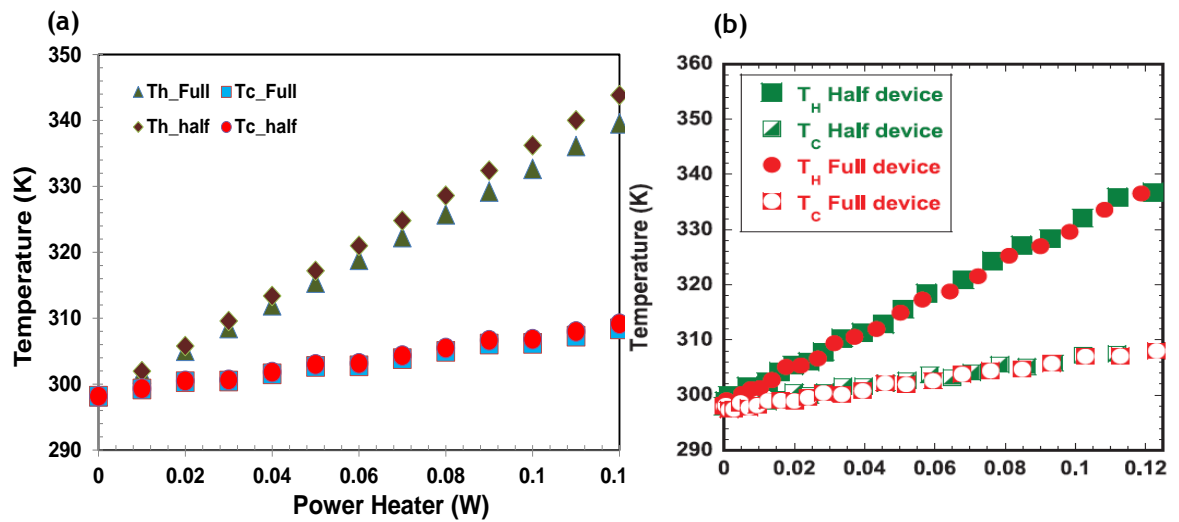 (a)
350
340
330
320
310
300
290
Temperature (K)
Th_Full Tc_Full
Th_half Tc_half
0 0.02 0.04 0.06 0.08 0.1 0.1
Power Heater (W)
(b)
360
350
340
330
320
310
300
290
Temperature (K)
TH Half device
TC Half device
TH Full device
TC Full device
0 0.02 0.04 0.06 0.08 0.1 0.12